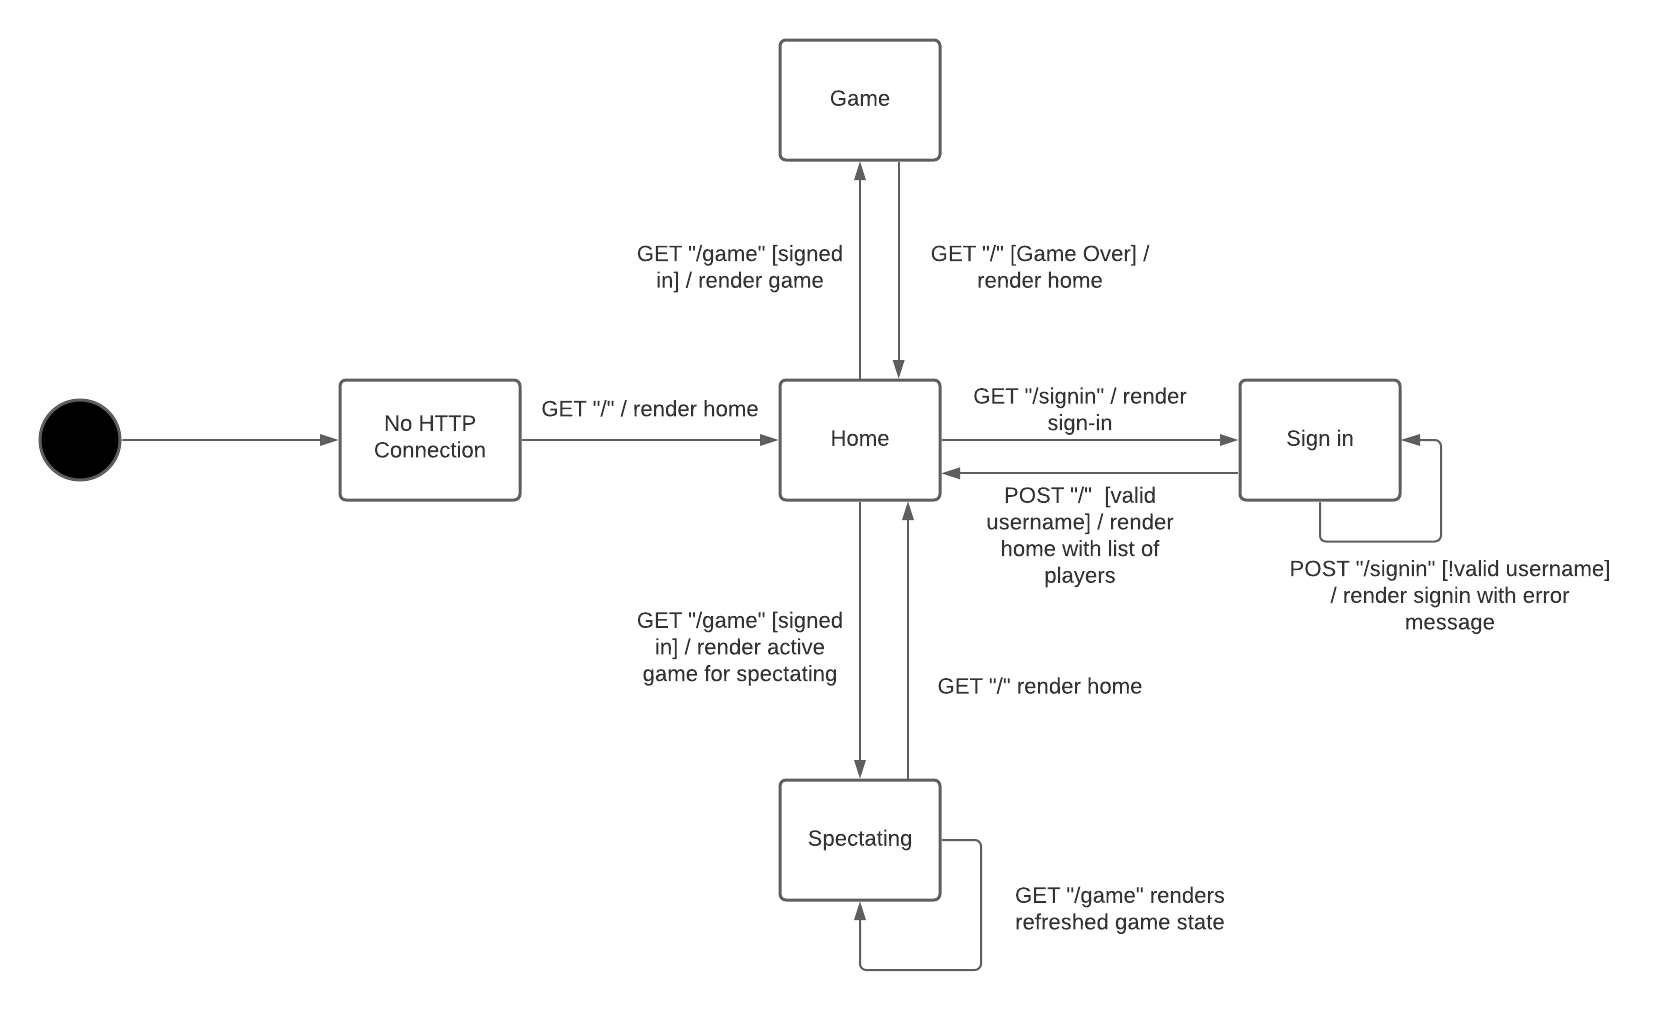 Game
GET "/game" [signed
in] / render game
GET "/" [Game Over] /
render home
No HTTP
Connection
GET "/" / render home
Home
GET "/signin" / render
sign-in
Sign in
POST "/"  [valid
username] / render
home with list of
players
POST "/signin" [!valid username]
/ render signin with error
message
GET "/game" [signed
in] / render active
game for spectating
GET "/" render home
Spectating
GET "/game" renders
refreshed game state